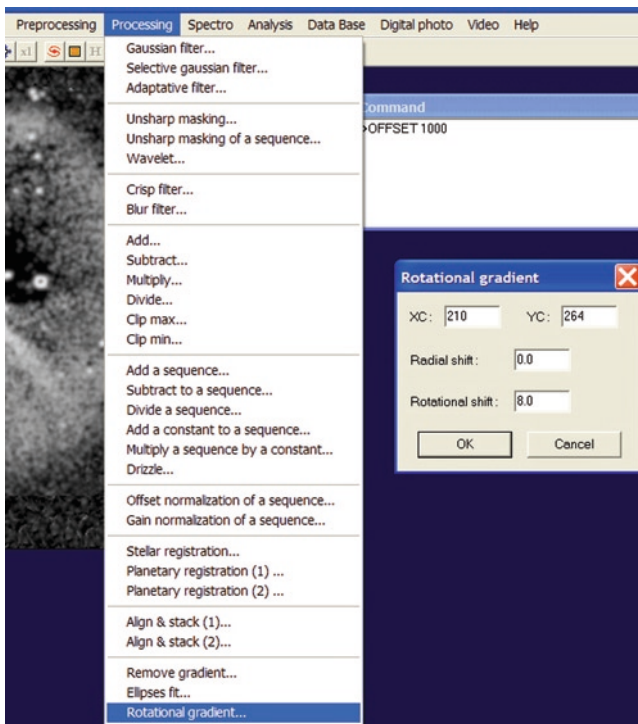 Preprocessing Processing Spectro Analysis Data Base Digital photo Video Help
x1 H
Gaussian filter...
Selective gaussian filter...
Adaptative filter...
Unsharp masking...
Unsharp masking of a sequence...
Wavelet...
Crisp filter...
Blur filter...
Add...
Subtract...
Multiply...
Divide...
Clip max...
Clip min...
Add a sequence...
Subtract to a sequence...
Divide a sequence...
Add a constant to a sequence...
Multiply a sequence by a constant...
Drizzle...
Offset normalization of a sequence...
Gain normalization of a sequence...
Stellar registration...
Planetary registration (1) ...
Planetary registration (2) ...
Align & stack (1)...
Align & stack (2)...
Remove gradient...
Ellipses fit...
Rotational gradient...
Command
>OFFSET 1000
Rotational gradient
XC: 210 YC: 264
Radial shift: 0.0
Rotational shift: 8.0
OK Cancel